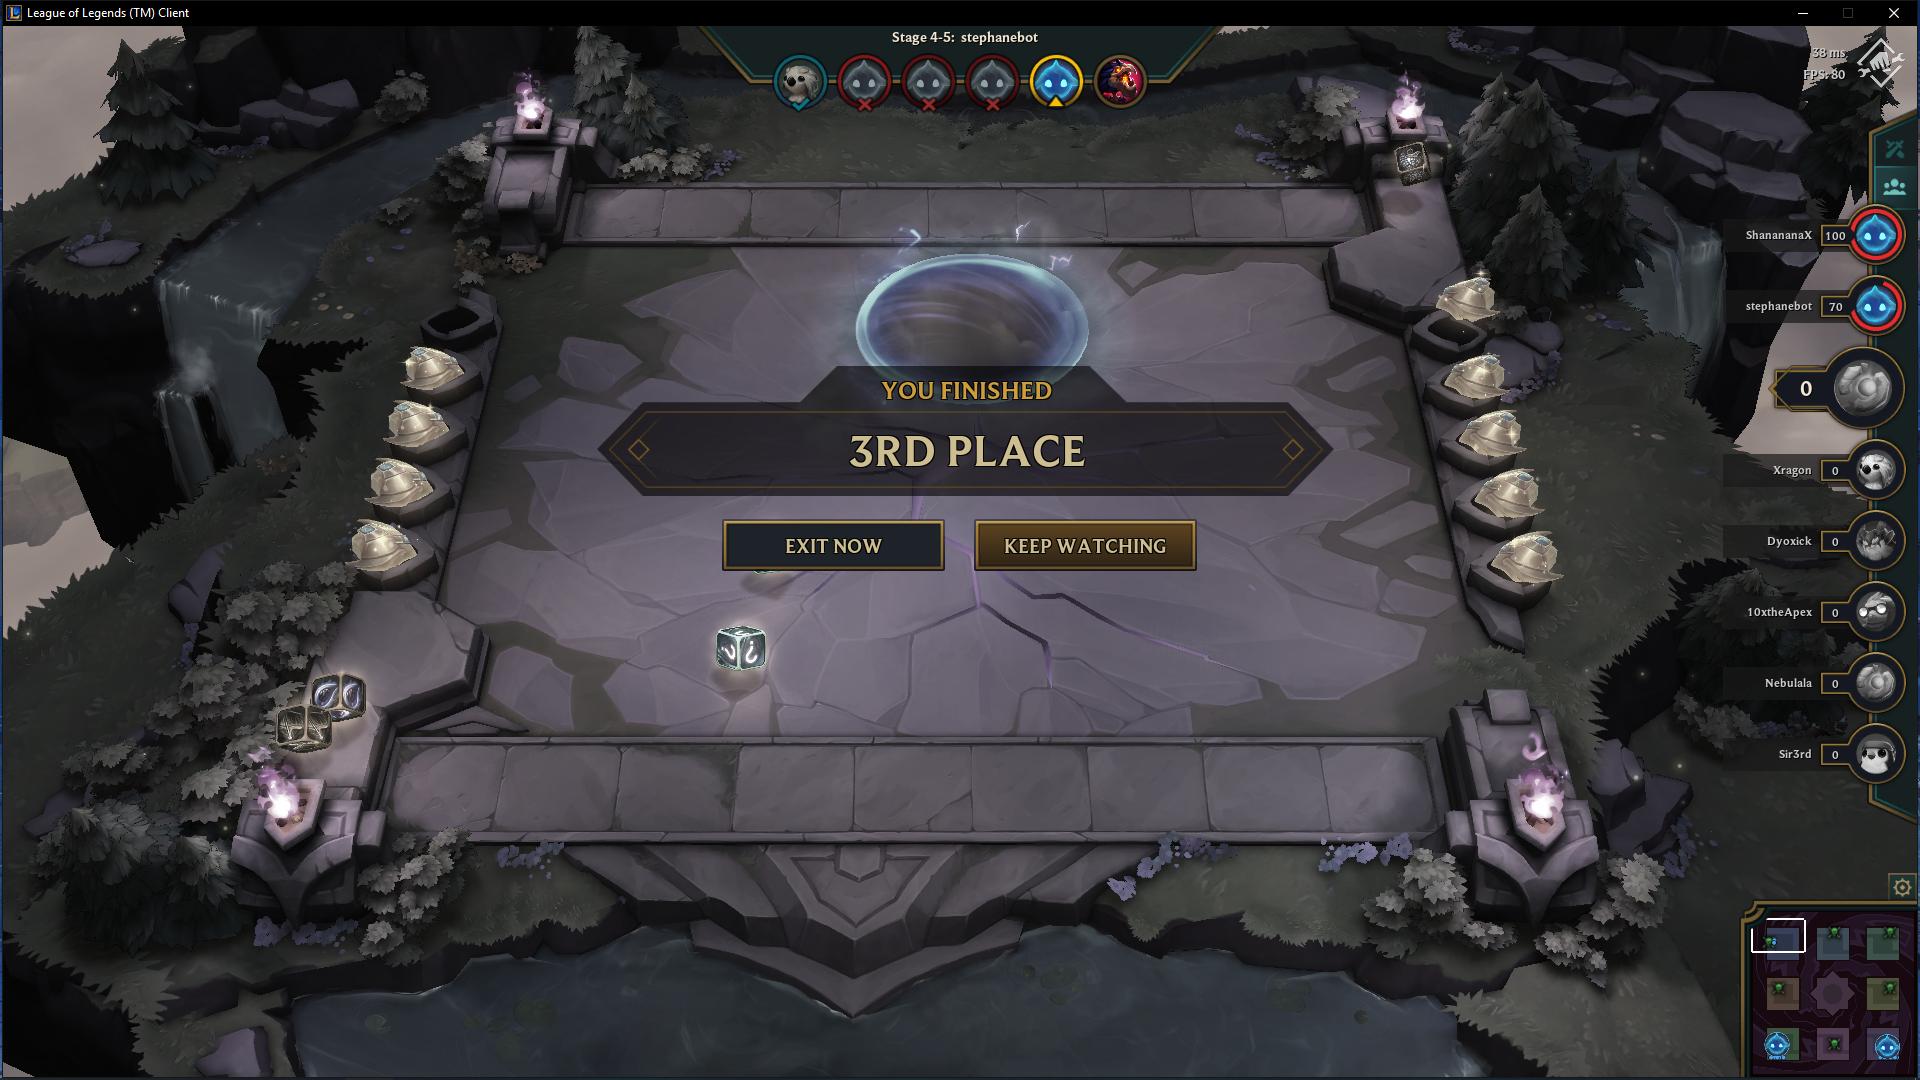 League of Legends (TM) Client
Stage 4-5: stephanebot
38 ms
FPS: 80
ShanananaX 100
stephanebot 70
0
Xragon 0
Dyoxick 0
10xtheApex 0
Nebulala 0
Sir3rd 0
YOU FINISHED
3RD PLACE
EXIT NOW
KEEP WATCHING